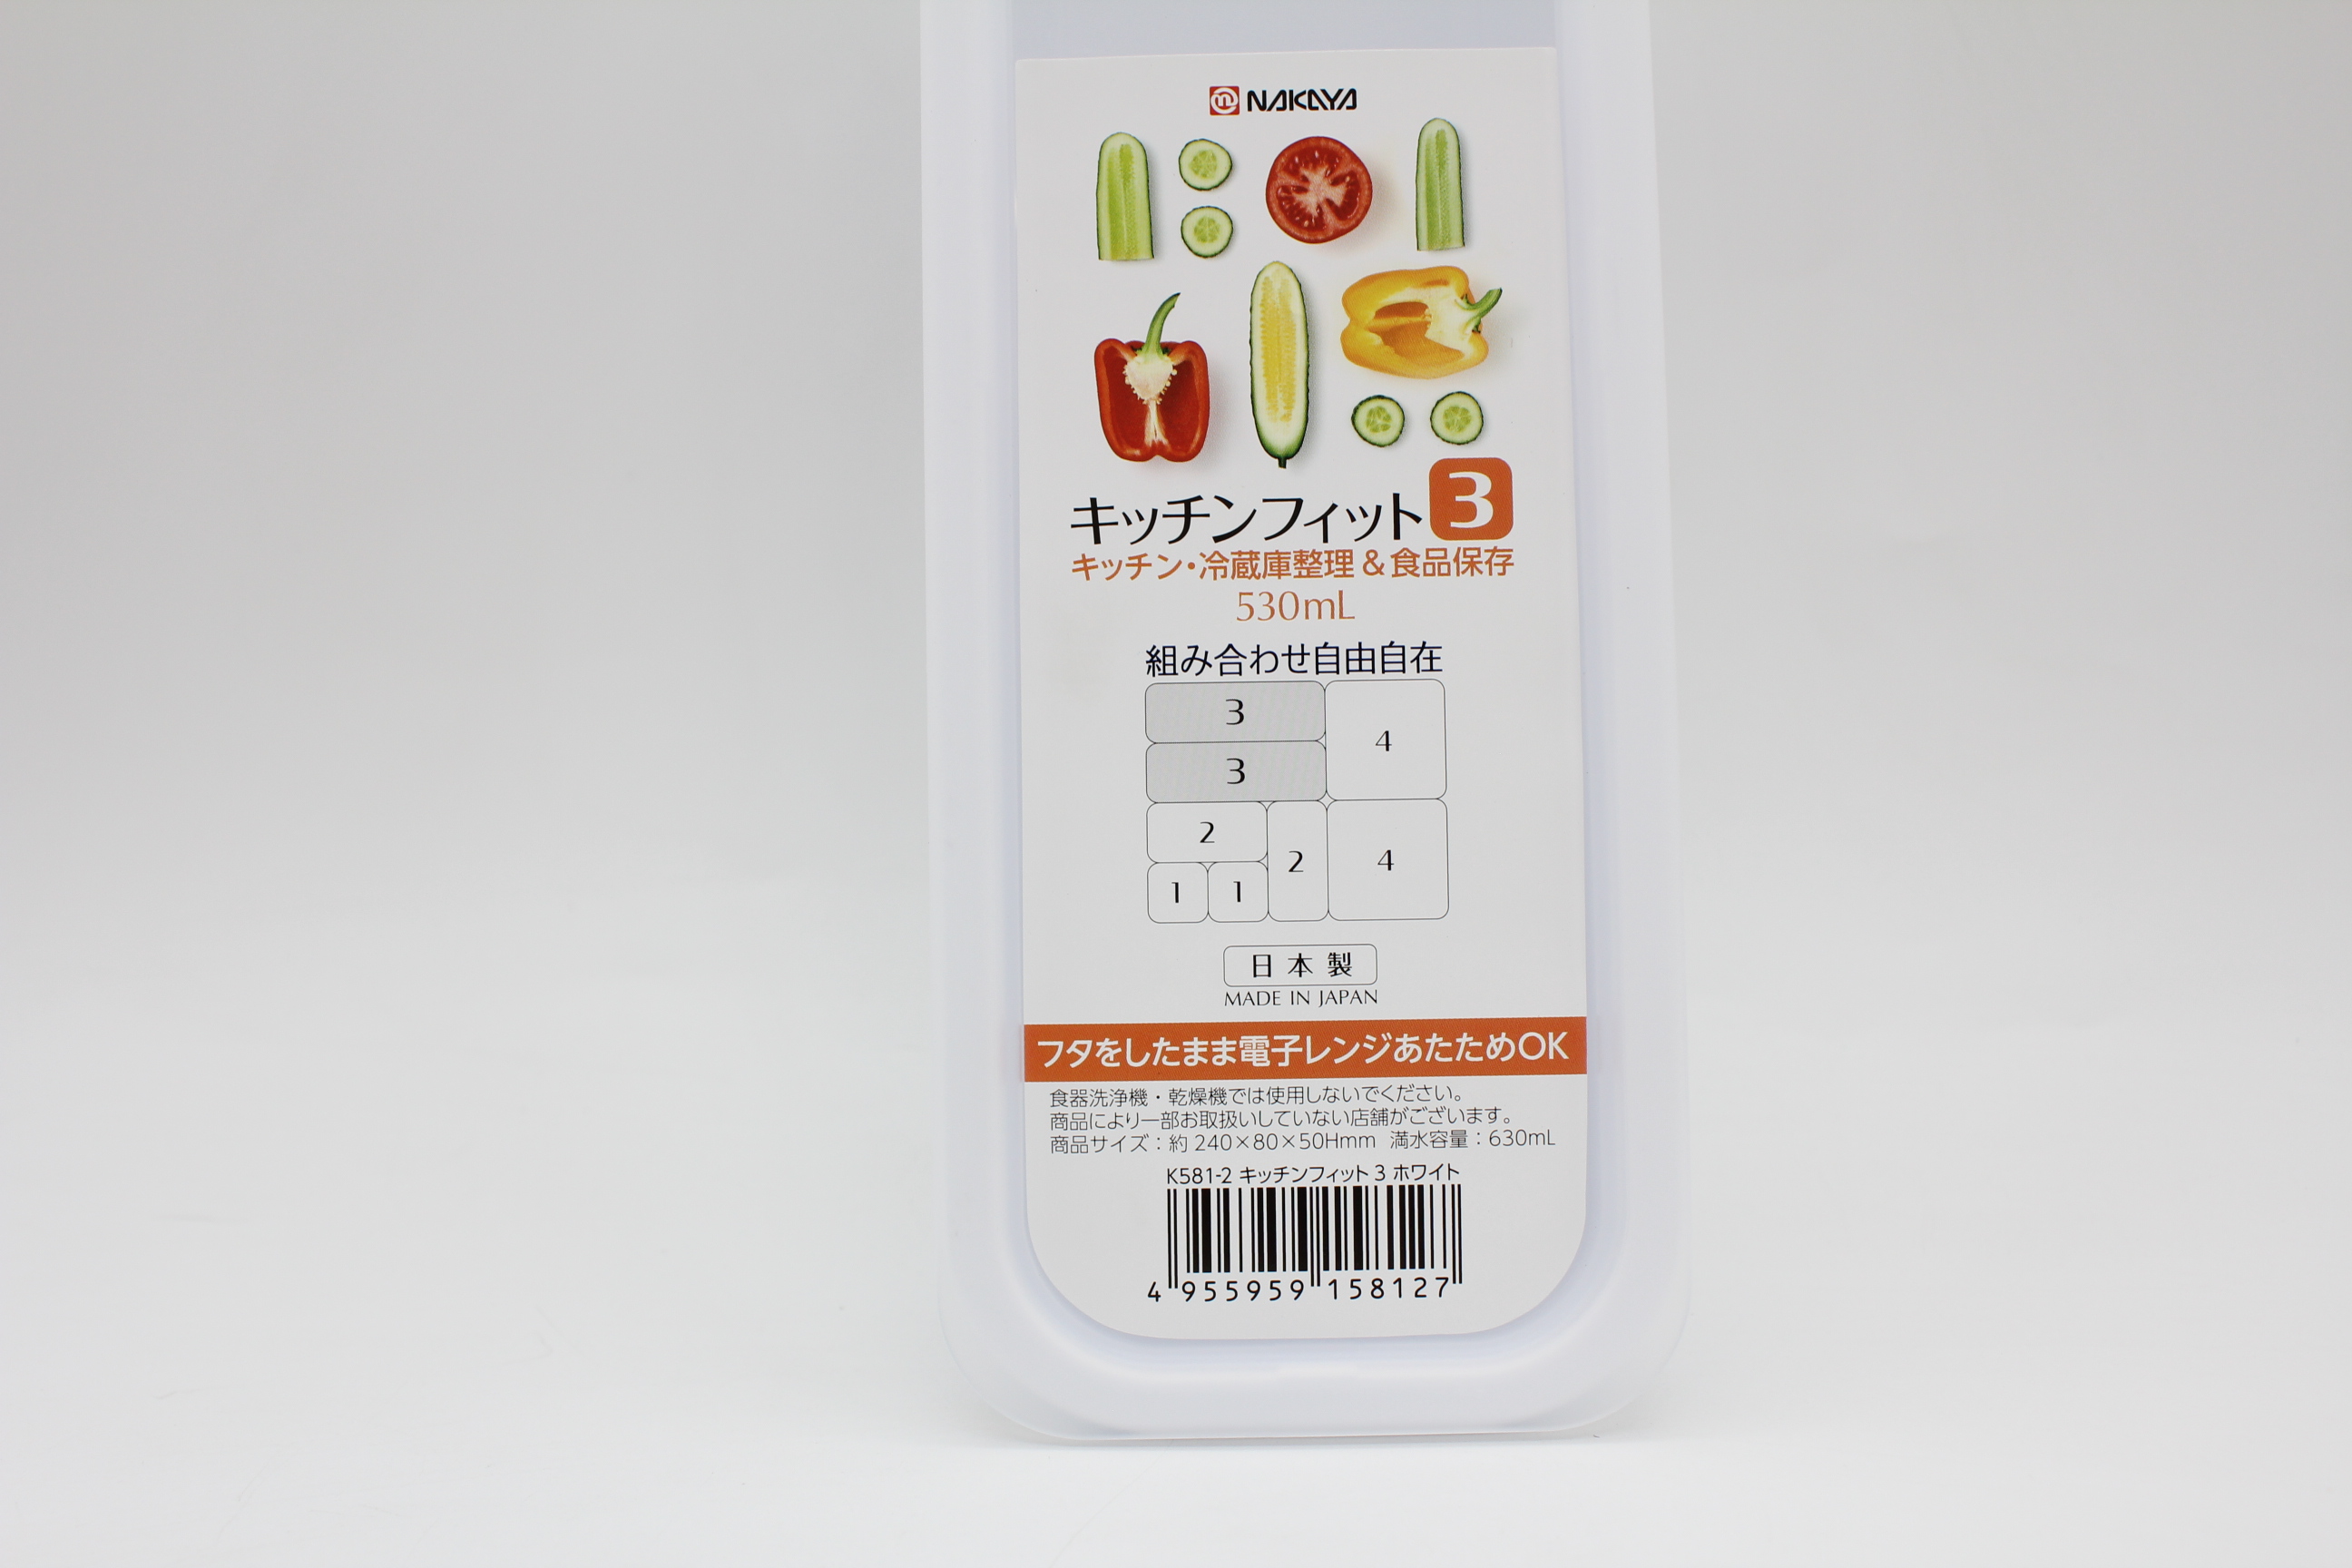 NAKAYA
キッチンフィット3
キッチン・冷蔵庫整理&食品保存
530mL
組み合わせ自由自在
3
4
3
2
2
4
1 1
日本製
MADE IN JAPAN
フタをしたまま電子レンジあたためOK
食器洗浄機・乾燥機では使用しないでください。
商品により一部お取扱いしていない店舗がございます。
商品サイズ：約240×80×50Hmm 満水容量：630mL
K581-2 キッチンフィット 3 ホワイト
4 955959 158127